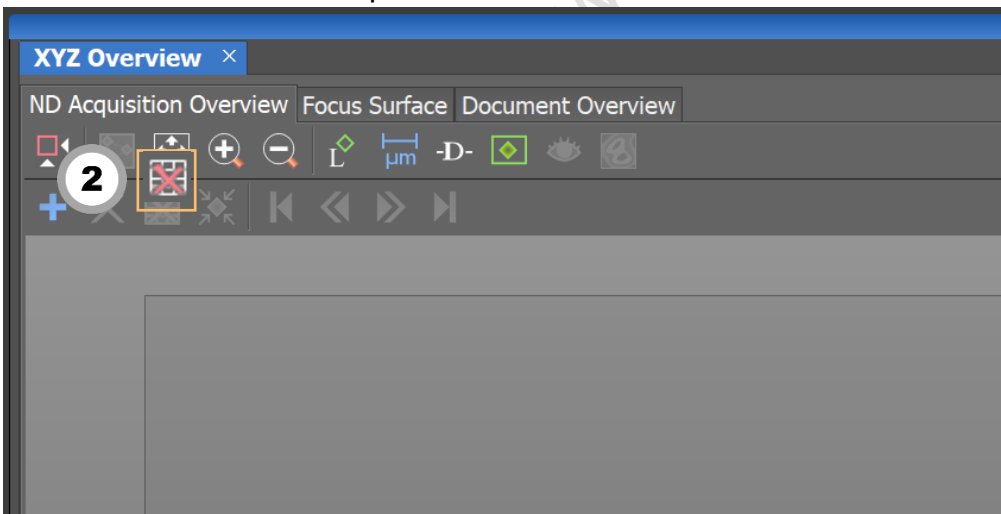 XYZ Overview ×
ND Acquisition Overview Focus Surface Document Overview
L µm -D-
2